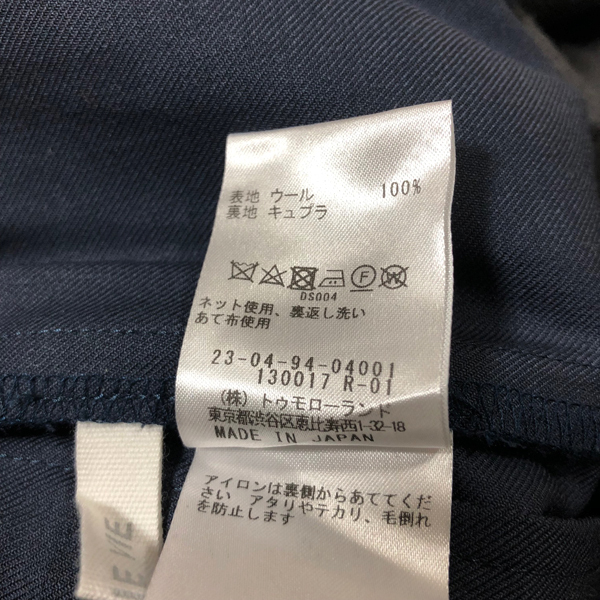 表地 ウール 100%
裏地 キュプラ
F W
DS004
ネット使用、裏返し洗い
あて布使用
23-04-94-04001
130017 R-01
(株) トゥモローランド
東京都渋谷区恵比寿西1-32-18
MADE IN JAPAN
アイロンは裏側からあててくだ
さい アタリやテカリ、毛倒れ
を防止します